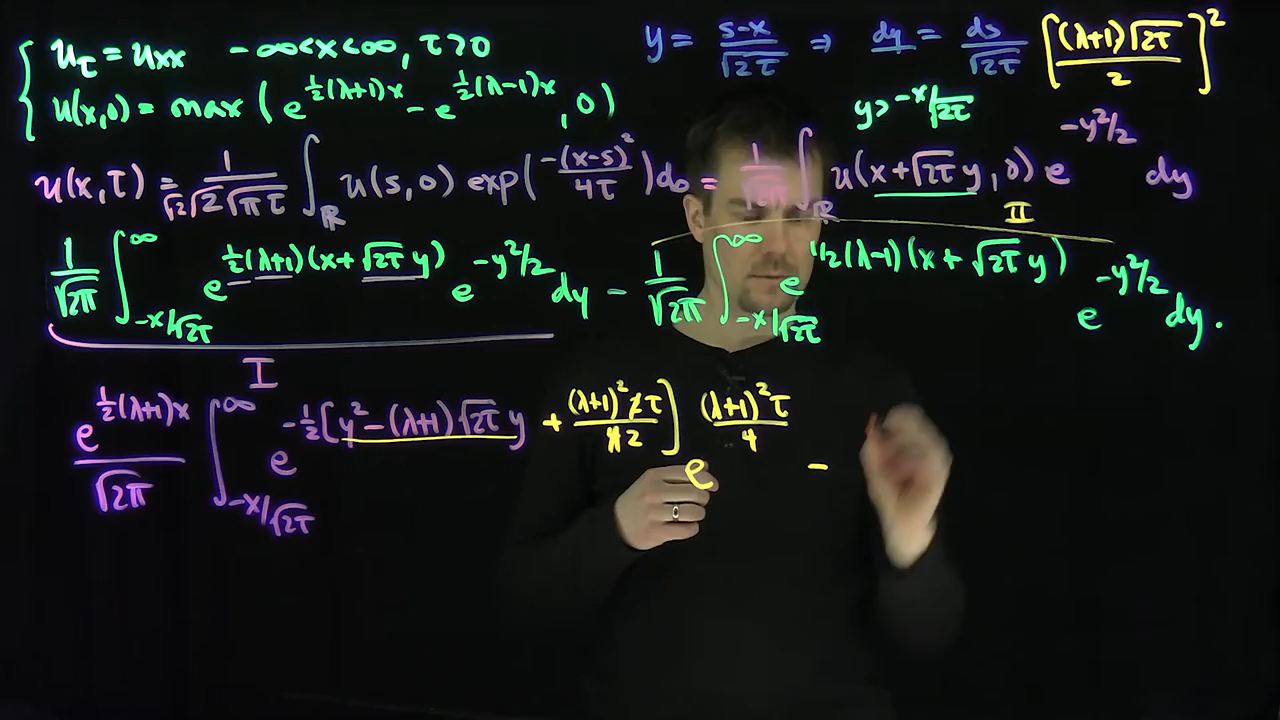 u_τ = u_xx   -∞<x<∞, τ>0
u(x,0) = max ( e^{½(λ+1)x} - e^{½(λ-1)x}, 0)
y = (s-x)/√2τ ⇒ dy = ds/√2τ [ (λ+1)√2τ / 2 ]²
y > -x/√2τ
u(x,τ) = 1/(√2√2√πτ) ∫_ℝ u(s,0) exp( -(x-s)²/4τ )ds = 1/√2π ∫_ℝ u(x+√2τ y, 0) e^{-y²/2} dy
II
1/√2π ∫_{-x/√2τ}^∞ e^{½(λ+1)(x+√2τ y)} e^{-y²/2} dy - 1/√2π ∫_{-x/√2τ}^∞ e^{1/2(λ-1)(x+√2τ y)} e^{-y²/2} dy.
I
e^{½(λ+1)x}/√2π ∫_{-x/√2τ}^∞ e^{-½[y²-(λ+1)√2τ y + (λ+1)²2τ/42]} e^{(λ+1)²τ/4} -